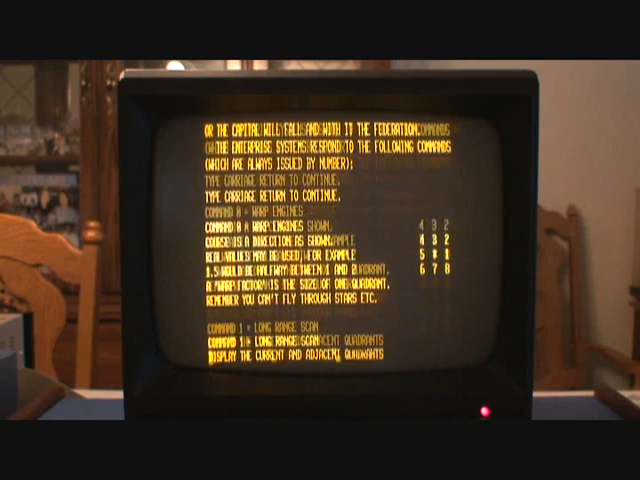 OR THE CAPITAL WILL FALL AND WITH IT THE FEDERATION.
THE ENTERPRISE SYSTEMS RESPOND TO THE FOLLOWING COMMANDS
(WHICH ARE ALWAYS ISSUED BY NUMBER):
TYPE CARRIAGE RETURN TO CONTINUE.
TYPE CARRIAGE RETURN TO CONTINUE.
COMMAND 0 = WARP ENGINES
COMMAND 0 = WARP ENGINES 4 3 2
COURSE IS A DIRECTION AS SHOWN. 4 3 2
REAL VALUES MAY BE USED, FOR EXAMPLE 5 * 1
1.5 WOULD BE HALFWAY BETWEEN 1 AND 2. 6 7 8
A 'WARP FACTOR' IS THE SIZE OF ONE QUADRANT.
REMEMBER YOU CAN'T FLY THROUGH STARS ETC.
COMMAND 1 = LONG RANGE SCAN
COMMAND 1 = LONG RANGE SCAN
DISPLAY THE CURRENT AND ADJACENT QUADRANTS